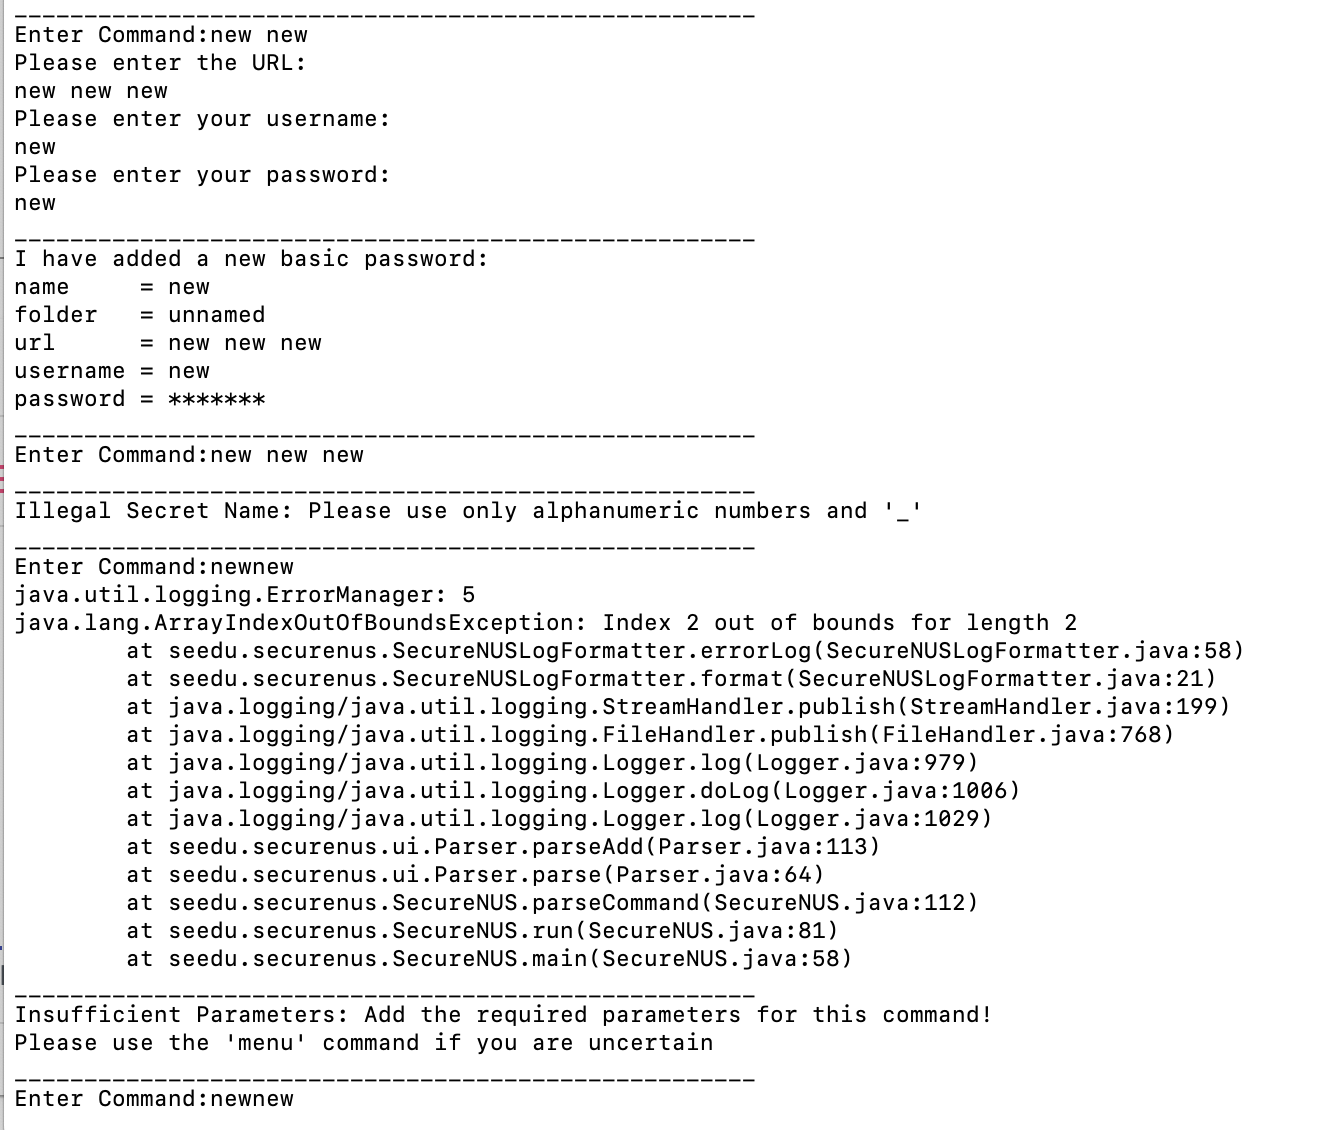 _____________________________________________________
Enter Command:new new
Please enter the URL:
new new new
Please enter your username:
new
Please enter your password:
new
_____________________________________________________
I have added a new basic password:
name     = new
folder   = unnamed
url      = new new new
username = new
password = *******
_____________________________________________________
Enter Command:new new new
_____________________________________________________
Illegal Secret Name: Please use only alphanumeric numbers and '_'
_____________________________________________________
Enter Command:newnew
java.util.logging.ErrorManager: 5
java.lang.ArrayIndexOutOfBoundsException: Index 2 out of bounds for length 2
        at seedu.securenus.SecureNUSLogFormatter.errorLog(SecureNUSLogFormatter.java:58)
        at seedu.securenus.SecureNUSLogFormatter.format(SecureNUSLogFormatter.java:21)
        at java.logging/java.util.logging.StreamHandler.publish(StreamHandler.java:199)
        at java.logging/java.util.logging.FileHandler.publish(FileHandler.java:768)
        at java.logging/java.util.logging.Logger.log(Logger.java:979)
        at java.logging/java.util.logging.Logger.doLog(Logger.java:1006)
        at java.logging/java.util.logging.Logger.log(Logger.java:1029)
        at seedu.securenus.ui.Parser.parseAdd(Parser.java:113)
        at seedu.securenus.ui.Parser.parse(Parser.java:64)
        at seedu.securenus.SecureNUS.parseCommand(SecureNUS.java:112)
        at seedu.securenus.SecureNUS.run(SecureNUS.java:81)
        at seedu.securenus.SecureNUS.main(SecureNUS.java:58)
_____________________________________________________
Insufficient Parameters: Add the required parameters for this command!
Please use the 'menu' command if you are uncertain
_____________________________________________________
Enter Command:newnew